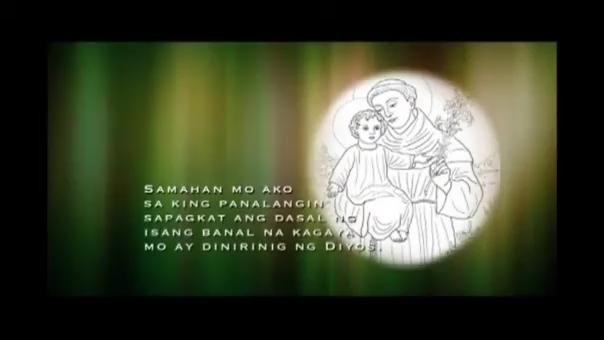 SAMAHAN MO AKO
SA KING PANALANGIN
SAPAGKAT ANG DASAL NG
ISANG BANAL NA KAGAYA
MO AY DINIRINIG NG DIYOS.